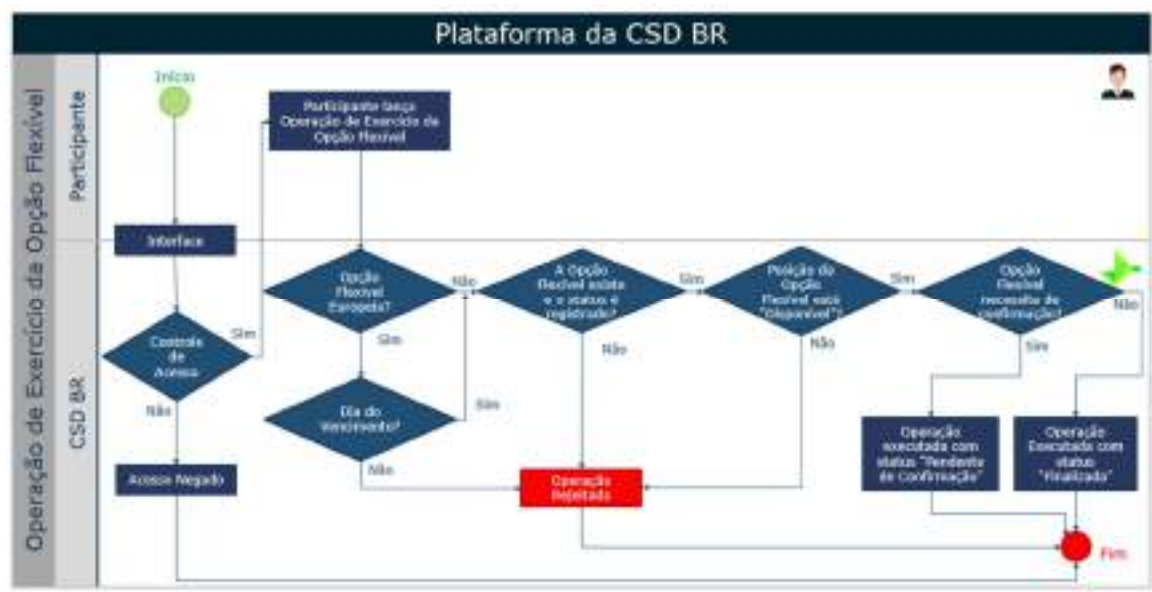 Plataforma da CSD BR
Operação de Exercício da Opção Flexível
Participante
CSD BR
Início
Participante lança
Operação de Exercício da
Opção Flexível
Interface
Controle
de
Acesso
Sim
Não
Acesso Negado
Opção
Flexível
Europeia?
Não
Sim
Dia do
Vencimento?
Sim
Não
A Opção
Flexível existe
e o status é
registrado?
Sim
Não
Operação
Rejeitada
Posição da
Opção
Flexível está
"Disponível"?
Sim
Não
Opção
Flexível
necessita de
confirmação?
Não
Sim
Operação
executada com
status "Pendente
de Confirmação"
Operação
Executada com
status
"Finalizada"
Fim